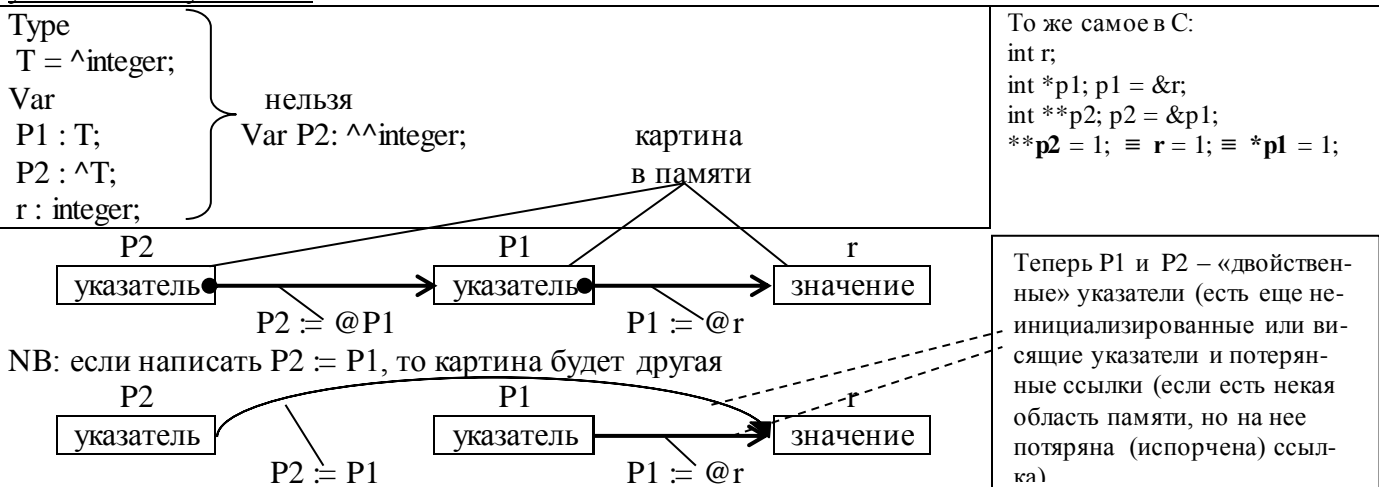 Type
T = ^integer;
Var нельзя
P1 : T; Var P2: ^^integer; картина
P2 : ^T; в памяти
r : integer;
То же самое в C:
int r;
int *p1; p1 = &r;
int **p2; p2 = &p1;
**p2 = 1; ≡ r = 1; ≡ *p1 = 1;
P2 P1 r
указатель указатель значение
P2 := @P1 P1 := @r
NB: если написать P2 := P1, то картина будет другая
P2 P1 r
указатель указатель значение
P2 := P1 P1 := @r
Теперь P1 и P2 – «двойствен-
ные» указатели (есть еще не-
инициализированные или ви-
сящие указатели и потерян-
ные ссылки (если есть некая
область памяти, но на нее
потяряна (испорчена) ссыл-
ка)